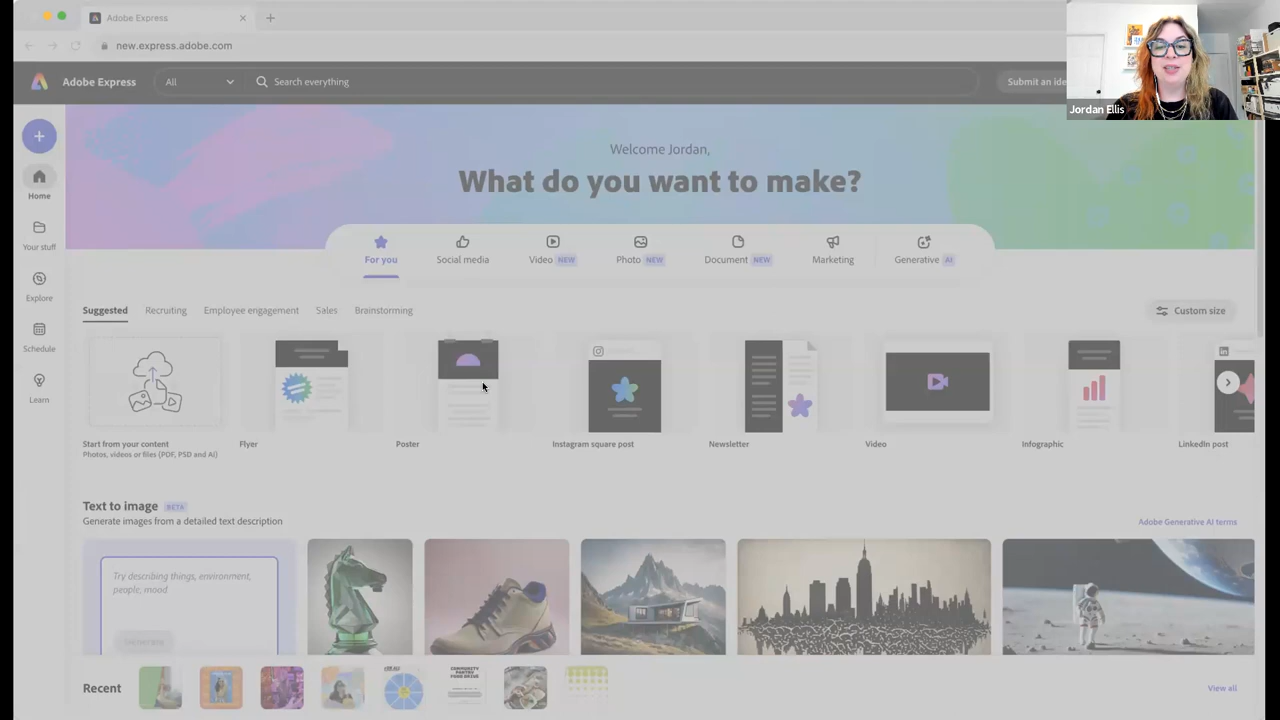 Adobe Express
new.express.adobe.com
Adobe Express
All
Search everything
Submit an ide
Jordan Ellis
Welcome Jordan,
What do you want to make?
Home
Your stuff
Explore
Schedule
Learn
For you
Social media
Video NEW
Photo NEW
Document NEW
Marketing
Generative AI
Suggested
Recruiting
Employee engagement
Sales
Brainstorming
Custom size
Start from your content
Photos, videos or files (PDF, PSD and AI)
Flyer
Poster
Instagram square post
Newsletter
Video
Infographic
LinkedIn post
Text to image BETA
Generate images from a detailed text description
Adobe Generative AI terms
Try describing things, environment,
people, mood
Recent
COMMUNITY
PANTRY
FOOD DRIVE
View all